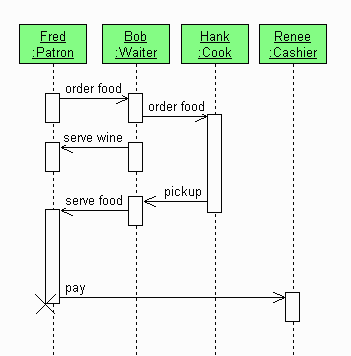 Fred
:Patron
Bob
:Waiter
Hank
:Cook
Renee
:Cashier
order food
order food
serve wine
pickup
serve food
pay